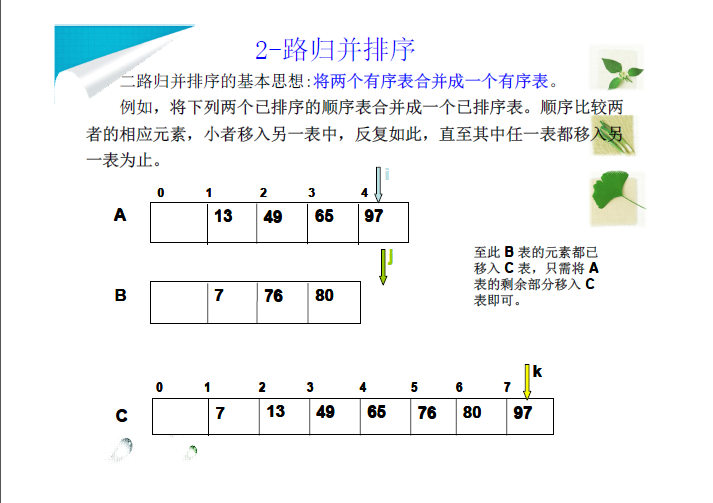 2-路归并排序
二路归并排序的基本思想:将两个有序表合并成一个有序表。
例如，将下列两个已排序的顺序表合并成一个已排序表。顺序比较两
者的相应元素，小者移入另一表中，反复如此，直至其中任一表都移入另
一表为止。
i
0 1 2 3 4
A 13 49 65 97
j
至此 B 表的元素都已
移入 C 表，只需将 A
表的剩余部分移入 C
表即可。
B 7 76 80
k
0 1 2 3 4 5 6 7
C 7 13 49 65 76 80 97